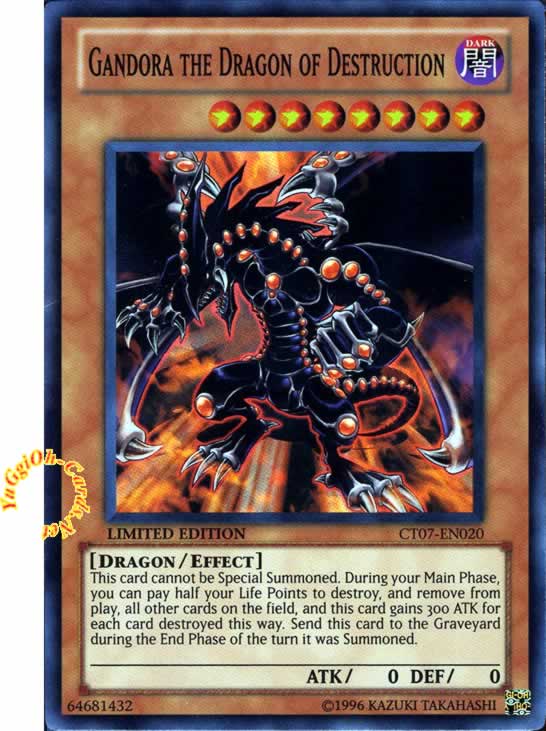 GANDORA THE DRAGON OF DESTRUCTION
DARK
闇
YuGgiOh-Cards.Net
LIMITED EDITION CT07-EN020
[DRAGON/EFFECT]
This card cannot be Special Summoned. During your Main Phase,
you can pay half your Life Points to destroy, and remove from
play, all other cards on the field, and this card gains 300 ATK for
each card destroyed this way. Send this card to the Graveyard
during the End Phase of the turn it was Summoned.
ATK/ 0 DEF/ 0
64681432 ©1996 KAZUKI TAKAHASHI